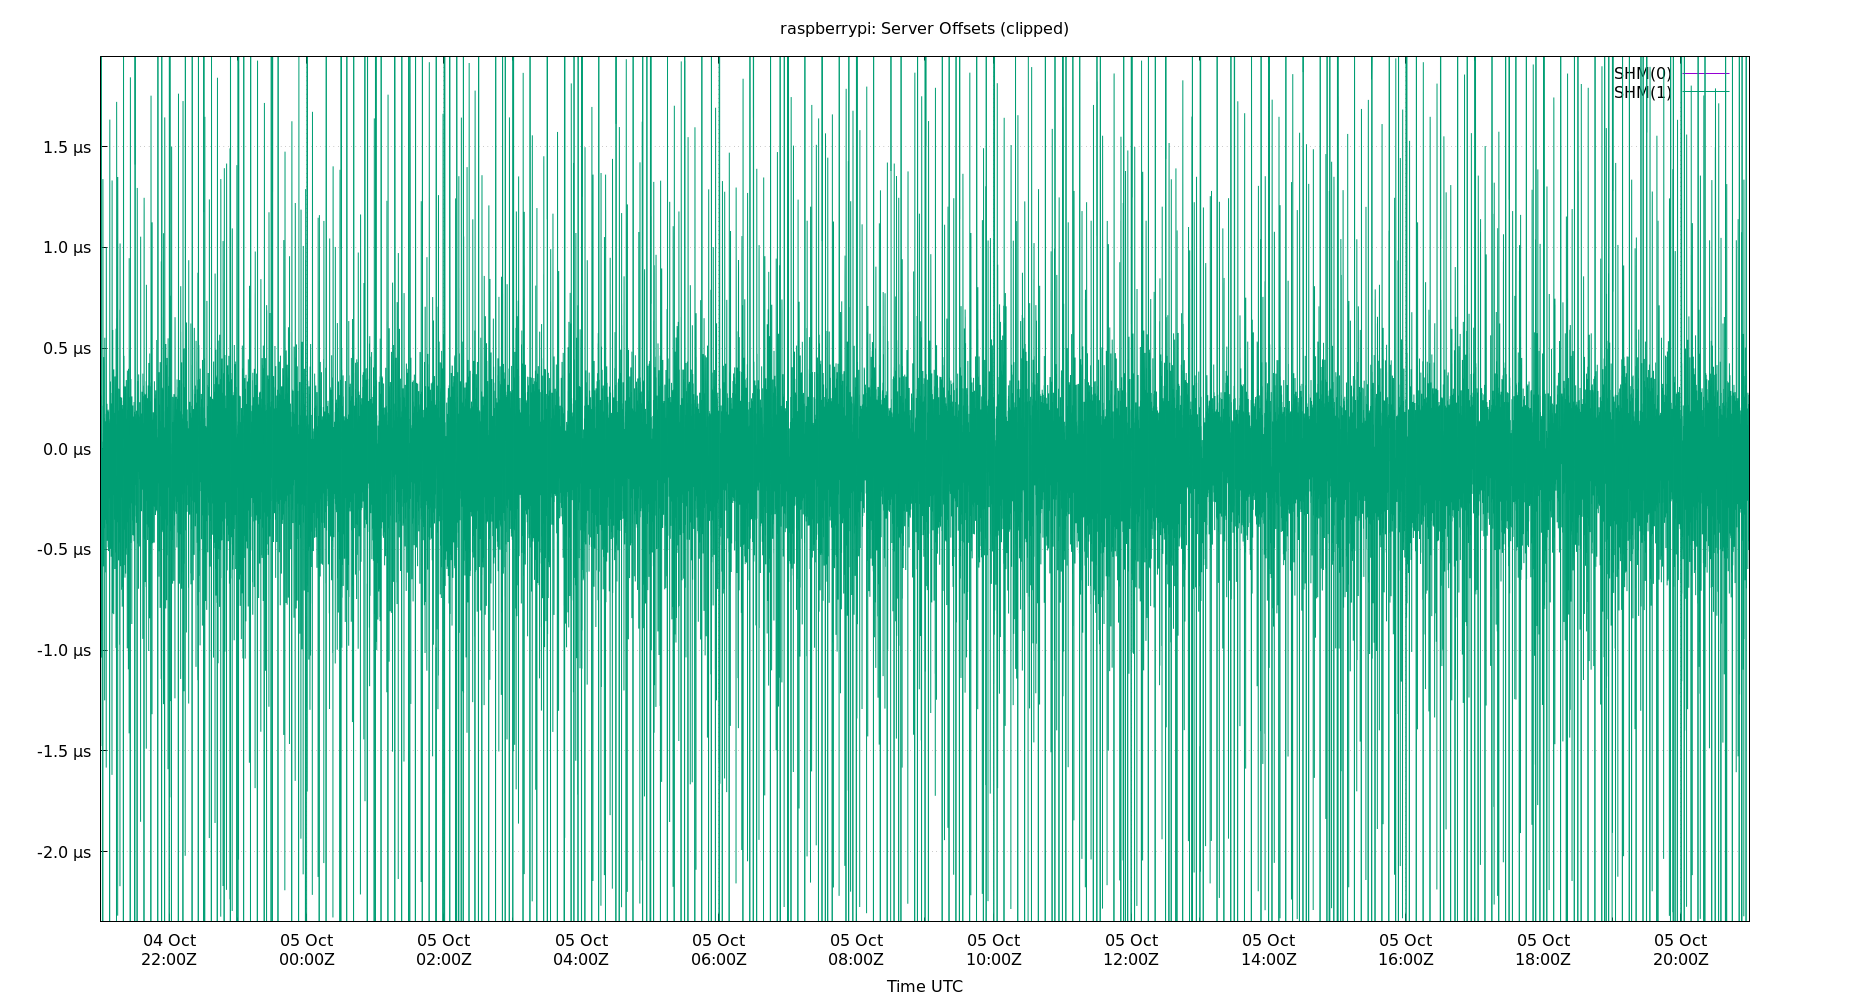 raspberrypi: Server Offsets (clipped)
SHM(0)
SHM(1)
1.5 µs
1.0 µs
0.5 µs
0.0 µs
-0.5 µs
-1.0 µs
-1.5 µs
-2.0 µs
04 Oct 05 Oct 05 Oct 05 Oct 05 Oct 05 Oct 05 Oct 05 Oct 05 Oct 05 Oct 05 Oct 05 Oct
22:00Z 00:00Z 02:00Z 04:00Z 06:00Z 08:00Z 10:00Z 12:00Z 14:00Z 16:00Z 18:00Z 20:00Z
Time UTC